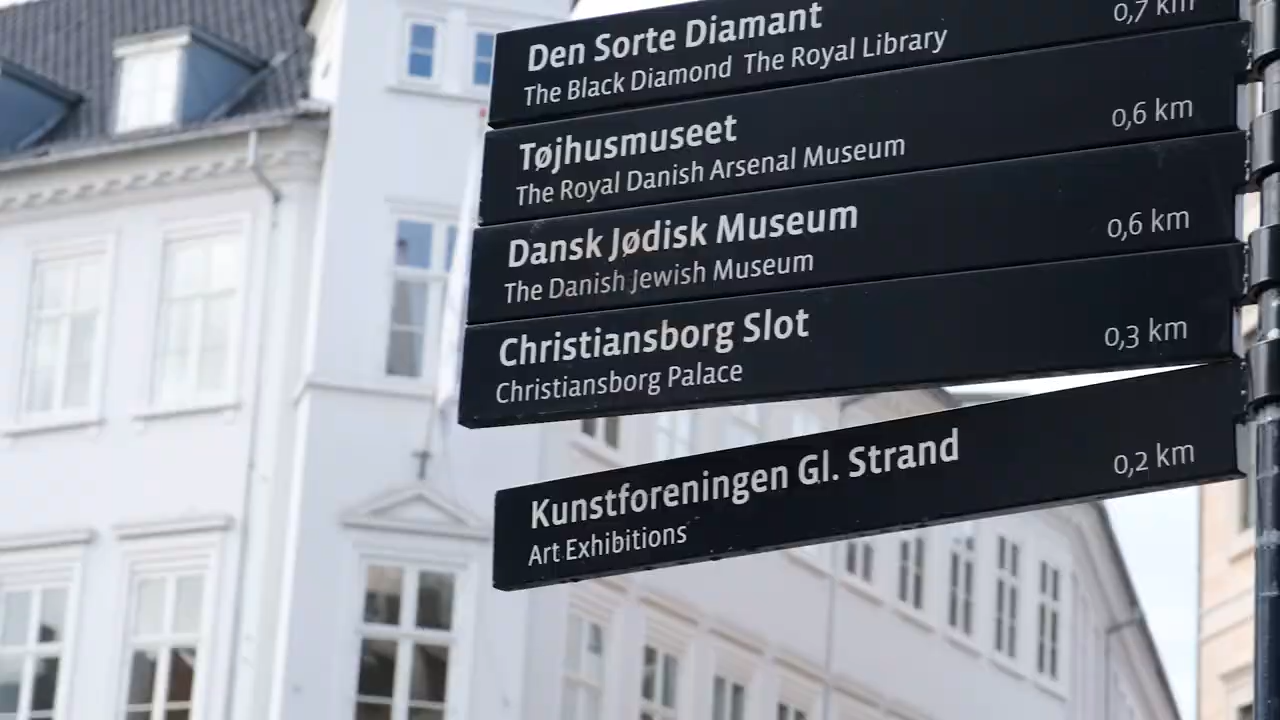 Den Sorte Diamant
0,7 km
The Black Diamond The Royal Library
Tøjhusmuseet
0,6 km
The Royal Danish Arsenal Museum
Dansk Jødisk Museum
0,6 km
The Danish Jewish Museum
Christiansborg Slot
0,3 km
Christiansborg Palace
Kunstforeningen Gl. Strand
0,2 km
Art Exhibitions